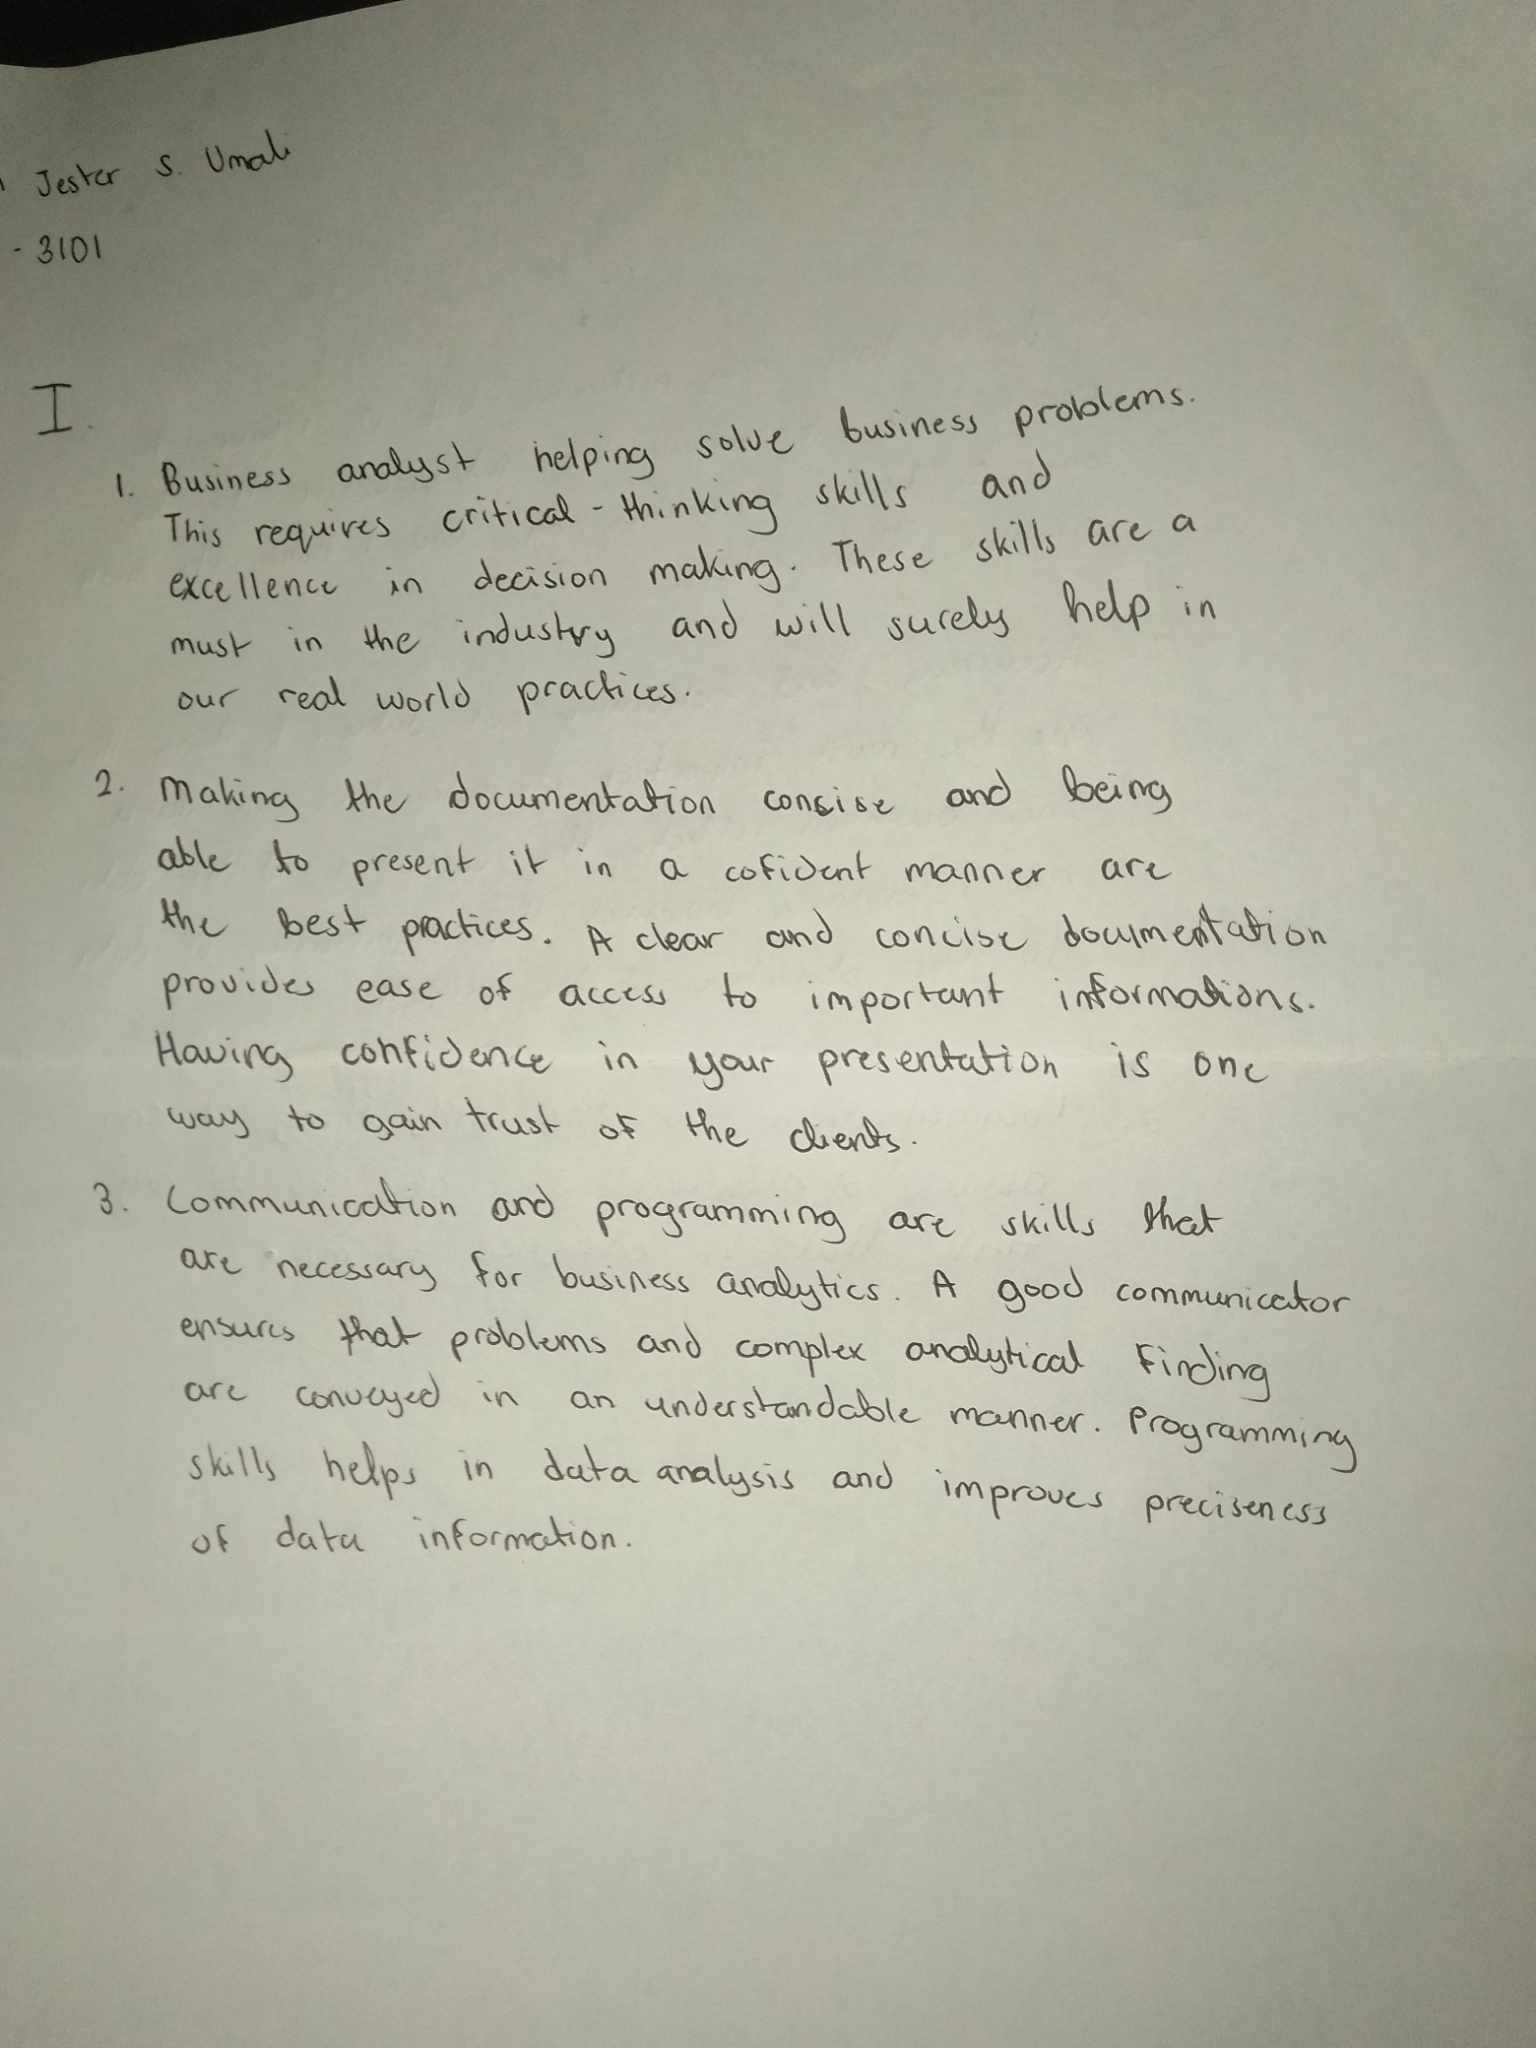 Jester S. Umali
- 3101
I.
1. Business analyst helping solve business problems.
This requires critical - thinking skills and
excellence in decision making. These skills are a
must in the industry and will surely help in
our real world practices.
2. Making the documentation concise and being
able to present it in a cofident manner are
the best practices. A clear and concise documentation
provides ease of access to important informations.
Having confidence in your presentation is one
way to gain trust of the clients.
3. Communication and programming are skills that
are necessary for business analytics. A good communicator
ensures that problems and complex analytical finding
are conveyed in an understandable manner. Programming
skills helps in data analysis and improves preciseness
of data information.